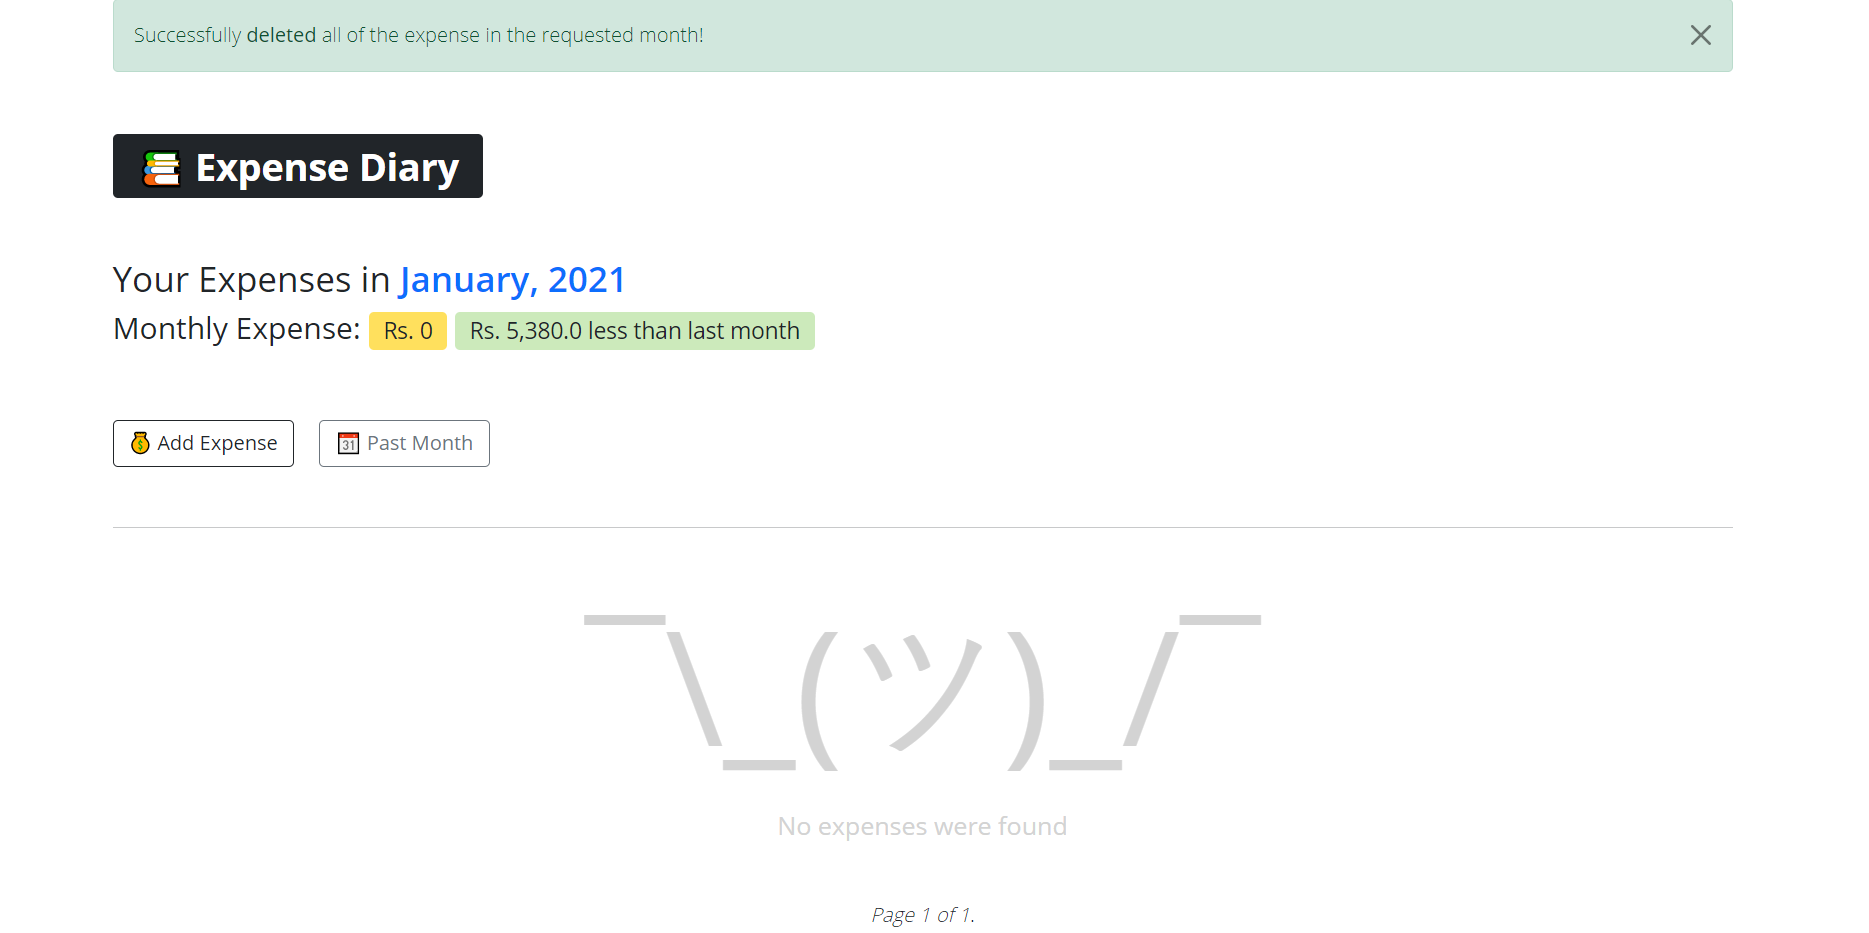 Successfully deleted all of the expense in the requested month!
Expense Diary
Your Expenses in January, 2021
Monthly Expense: Rs. 0 Rs. 5,380.0 less than last month
Add Expense 31 Past Month
¯\_(ツ)_/¯
No expenses were found
Page 1 of 1.